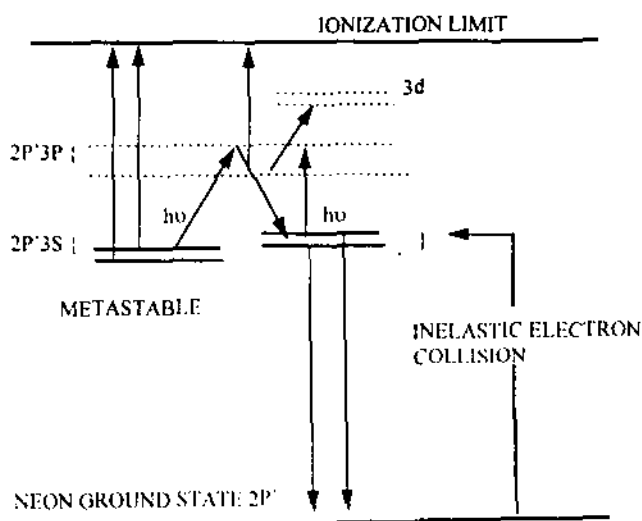 IONIZATION LIMIT
3d
2P'3P
hυ
hυ
2P'3S
METASTABLE
INELASTIC ELECTRON
COLLISION
NEON GROUND STATE 2P'